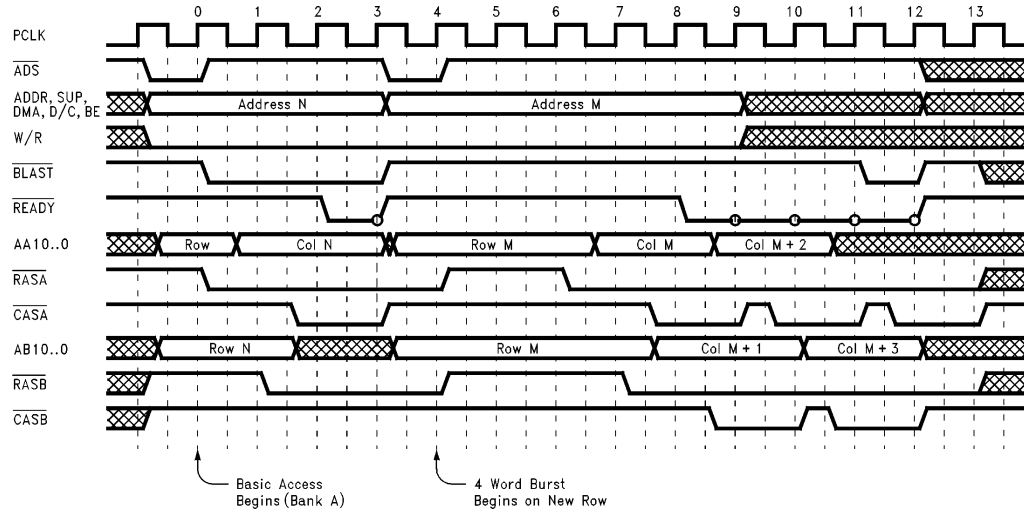 0 1 2 3 4 5 6 7 8 9 10 11 12 13
PCLK
ADS
ADDR, SUP,
DMA, D/C, BE
Address N Address M
W/R
BLAST
READY
AA10..0 Row Col N Row M Col M Col M + 2
RASA
CASA
AB10..0 Row N Row M Col M + 1 Col M + 3
RASB
CASB
Basic Access
Begins (Bank A)
4 Word Burst
Begins on New Row